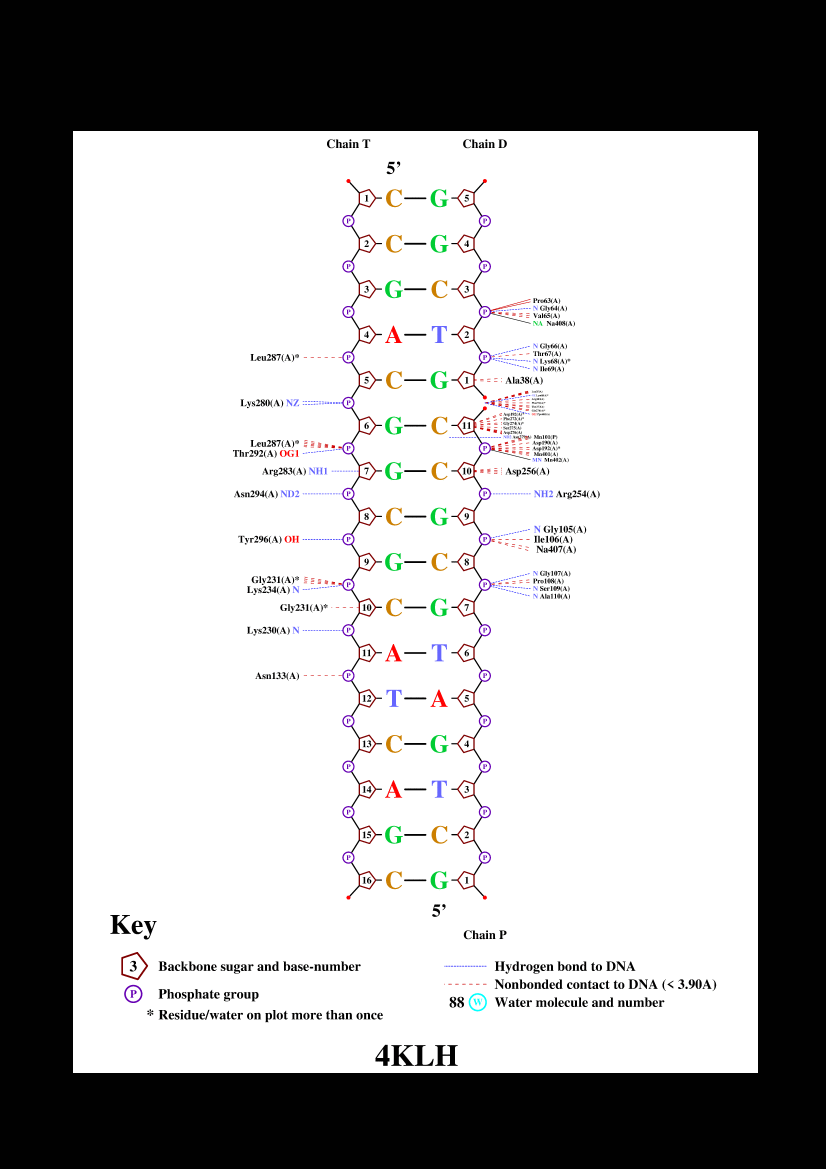 Chain T Chain D
5’
1 C G 5
P P
2 C G 4
P P
3 G C 3
Pro63(A)
N Gly64(A)
Val65(A)
P P
NA Na408(A)
4 A T 2
N Gly66(A)
Thr67(A)
Leu287(A)* P P
N Lys68(A)*
N Ile69(A)
5 C G 1 Ala38(A)
Lys280(A) NZ P
6 G C 11
Asp192(A)*
Gly274(A)*
Asp276(A)
Mn101(P)
Leu287(A)* P P
Asp190(A)
Asp192(A)*
Thr292(A) OG1
Mn401(A)
MN Mn402(A)
Arg283(A) NH1 7 G C 10 Asp256(A)
Asn294(A) ND2 P P NH2 Arg254(A)
8 C G 9
N Gly105(A)
Tyr296(A) OH P P Ile106(A)
Na407(A)
9 G C 8
N Gly107(A)
Gly231(A)* P P Pro108(A)
Lys234(A) N N Ser109(A)
N Ala110(A)
Gly231(A)* 10 C G 7
Lys230(A) N P P
11 A T 6
Asn133(A) P P
12 T A 5
P P
13 C G 4
P P
14 A T 3
P P
15 G C 2
P P
16 C G 1
5’
Chain P
Key
3 Backbone sugar and base-number
P Phosphate group
* Residue/water on plot more than once
Hydrogen bond to DNA
Nonbonded contact to DNA (< 3.90A)
88 W Water molecule and number
4KLH